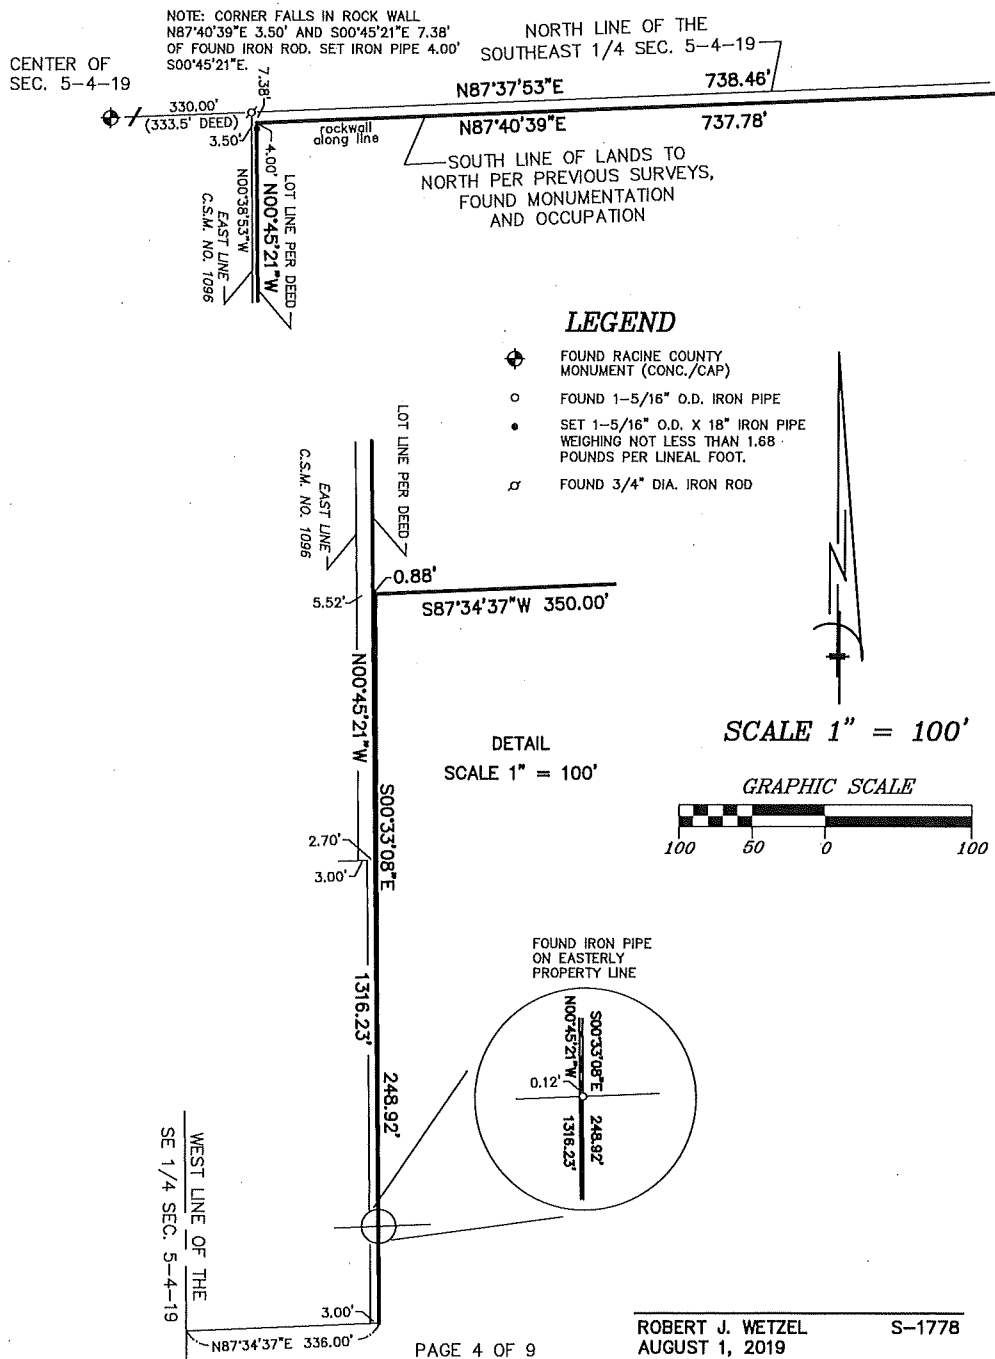 NOTE: CORNER FALLS IN ROCK WALL
N87°40'39"E 3.50' AND S00°45'21"E 7.38'
OF FOUND IRON ROD. SET IRON PIPE 4.00'
S00°45'21"E.
NORTH LINE OF THE
SOUTHEAST 1/4 SEC. 5-4-19
CENTER OF
SEC. 5-4-19
7.38'
N87°37'53"E 738.46'
330.00'
(333.5' DEED)
3.50'
rockwall
along line
N87°40'39"E 737.78'
SOUTH LINE OF LANDS TO
NORTH PER PREVIOUS SURVEYS,
FOUND MONUMENTATION
AND OCCUPATION
4.00'
N00°45'21"W
LOT LINE PER DEED
N00°38'53"W
EAST LINE
C.S.M. NO. 1096
LEGEND
FOUND RACINE COUNTY
MONUMENT (CONC./CAP)
FOUND 1-5/16" O.D. IRON PIPE
SET 1-5/16" O.D. X 18" IRON PIPE
WEIGHING NOT LESS THAN 1.68
POUNDS PER LINEAL FOOT.
FOUND 3/4" DIA. IRON ROD
N
LOT LINE PER DEED
EAST LINE
C.S.M. NO. 1096
0.88'
5.52'
S87°34'37"W 350.00'
N00°45'21"W
DETAIL
SCALE 1" = 100'
SCALE 1" = 100'
GRAPHIC SCALE
100 50 0 100
S00°33'08"E
2.70'
3.00'
1316.23'
248.92'
FOUND IRON PIPE
ON EASTERLY
PROPERTY LINE
N00°45'21"W
S00°33'08"E
0.12'
1316.23'
248.92'
WEST LINE OF THE
SE 1/4 SEC. 5-4-19
3.00'
N87°34'37"E 336.00'
PAGE 4 OF 9
ROBERT J. WETZEL S-1778
AUGUST 1, 2019